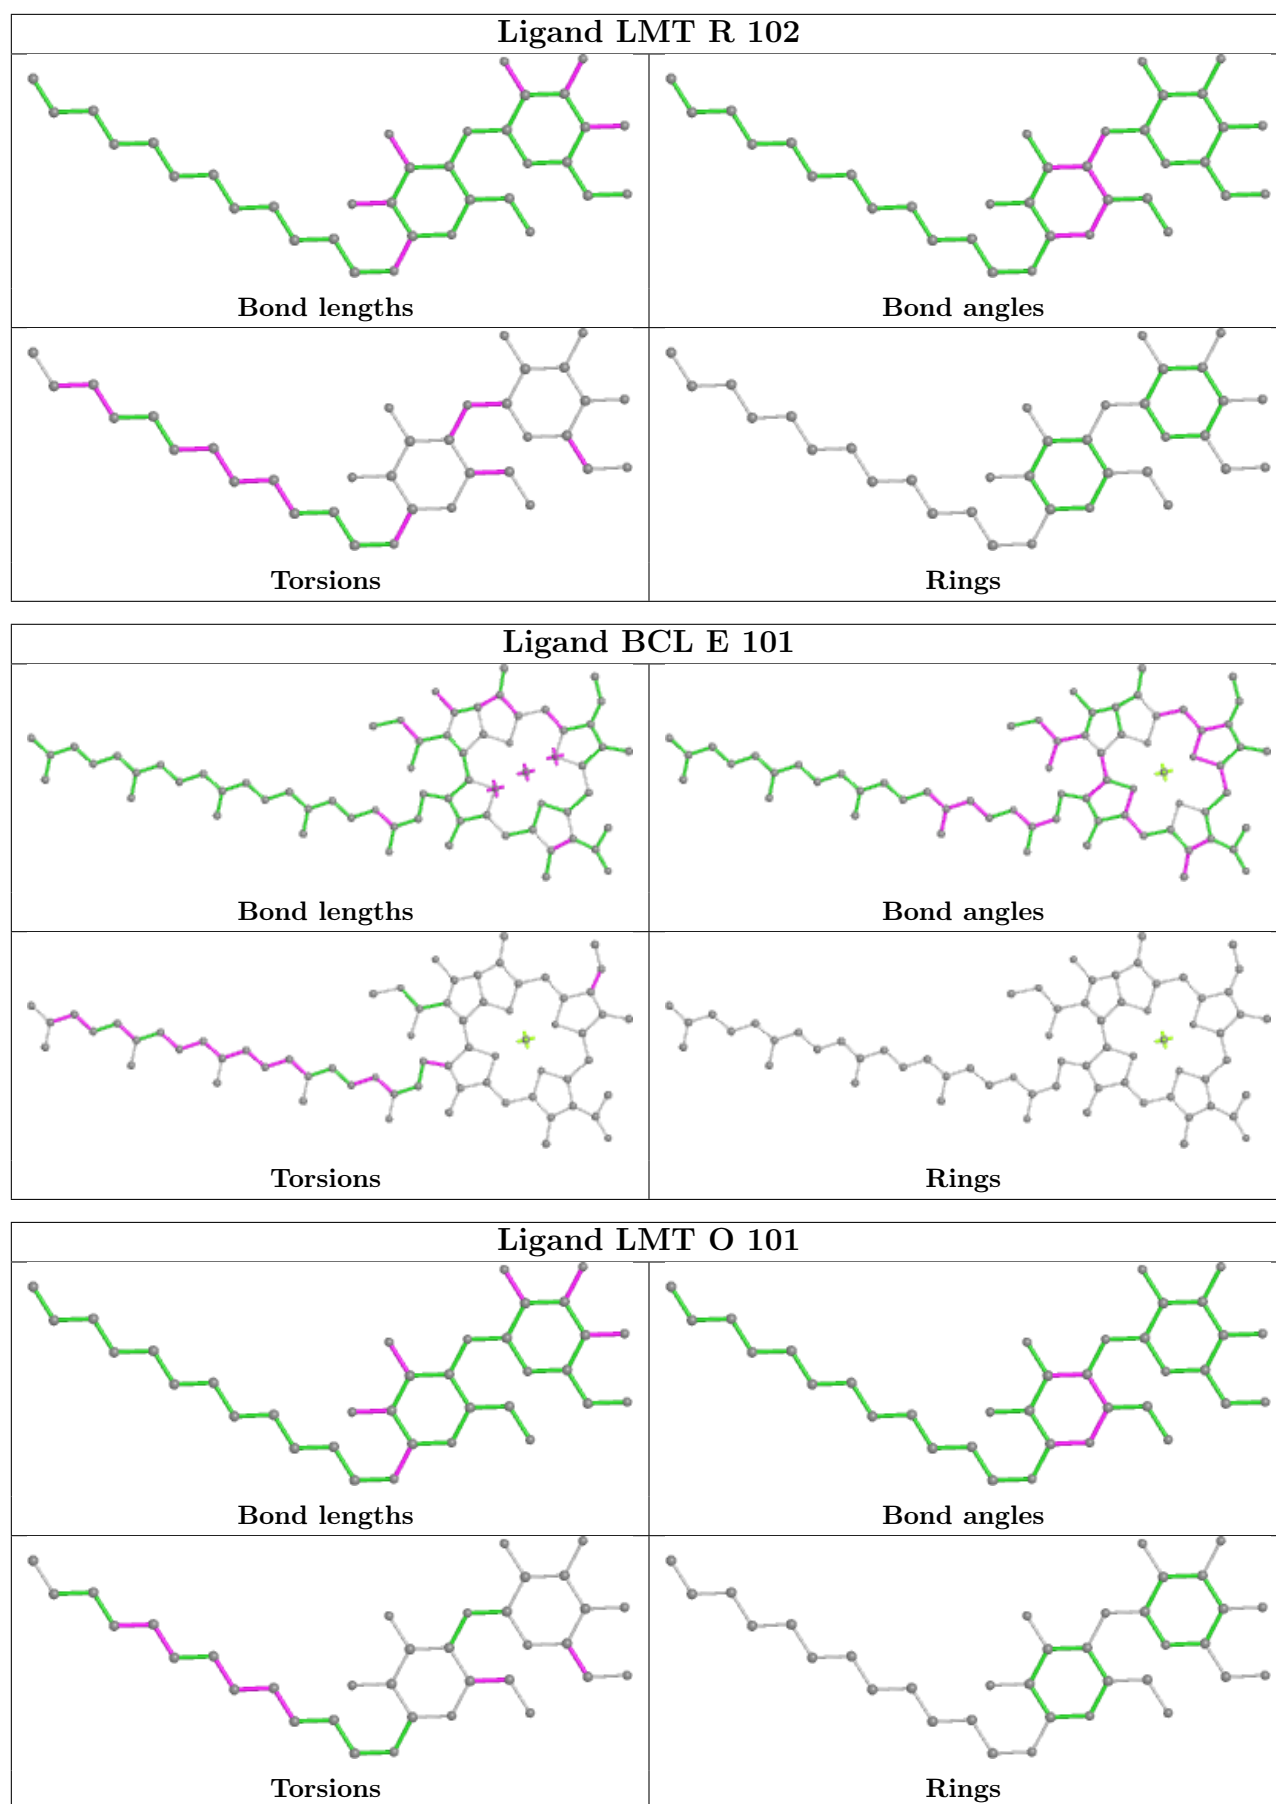 Ligand LMT R 102
Bond lengths
Bond angles
Torsions
Rings
Ligand BCL E 101
Bond lengths
Bond angles
Torsions
Rings
Ligand LMT O 101
Bond lengths
Bond angles
Torsions
Rings